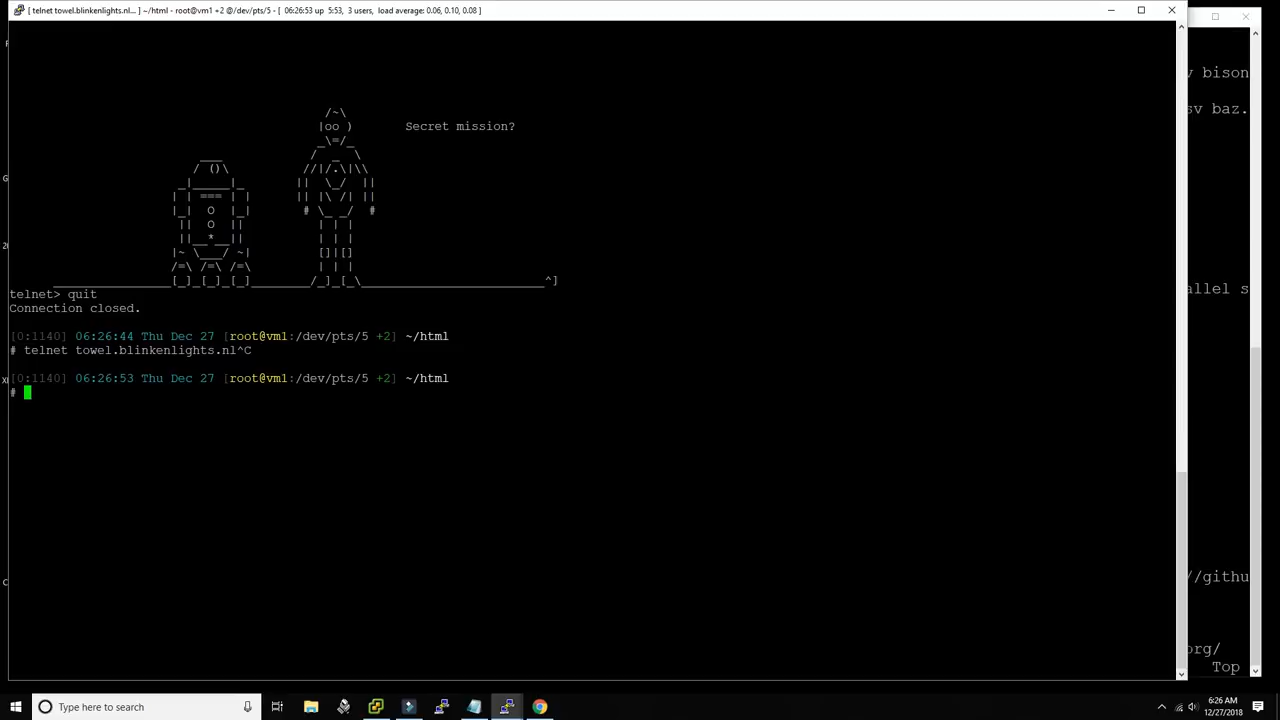 [ telnet towel.blinkenlights.nl... ] ~/html - root@vm1 +2 @/dev/pts/5 - [ 06:26:53 up 5:53, 3 users, load average: 0.06, 0.10, 0.08 ]
Secret mission?
^]
telnet> quit
Connection closed.
[0:1140] 06:26:44 Thu Dec 27 [root@vm1:/dev/pts/5 +2] ~/html
# telnet towel.blinkenlights.nl^C
[0:1140] 06:26:53 Thu Dec 27 [root@vm1:/dev/pts/5 +2] ~/html
#
v bison
sv baz.
allel s
//githu
org/
Top
Type here to search
6:26 AM
12/27/2018